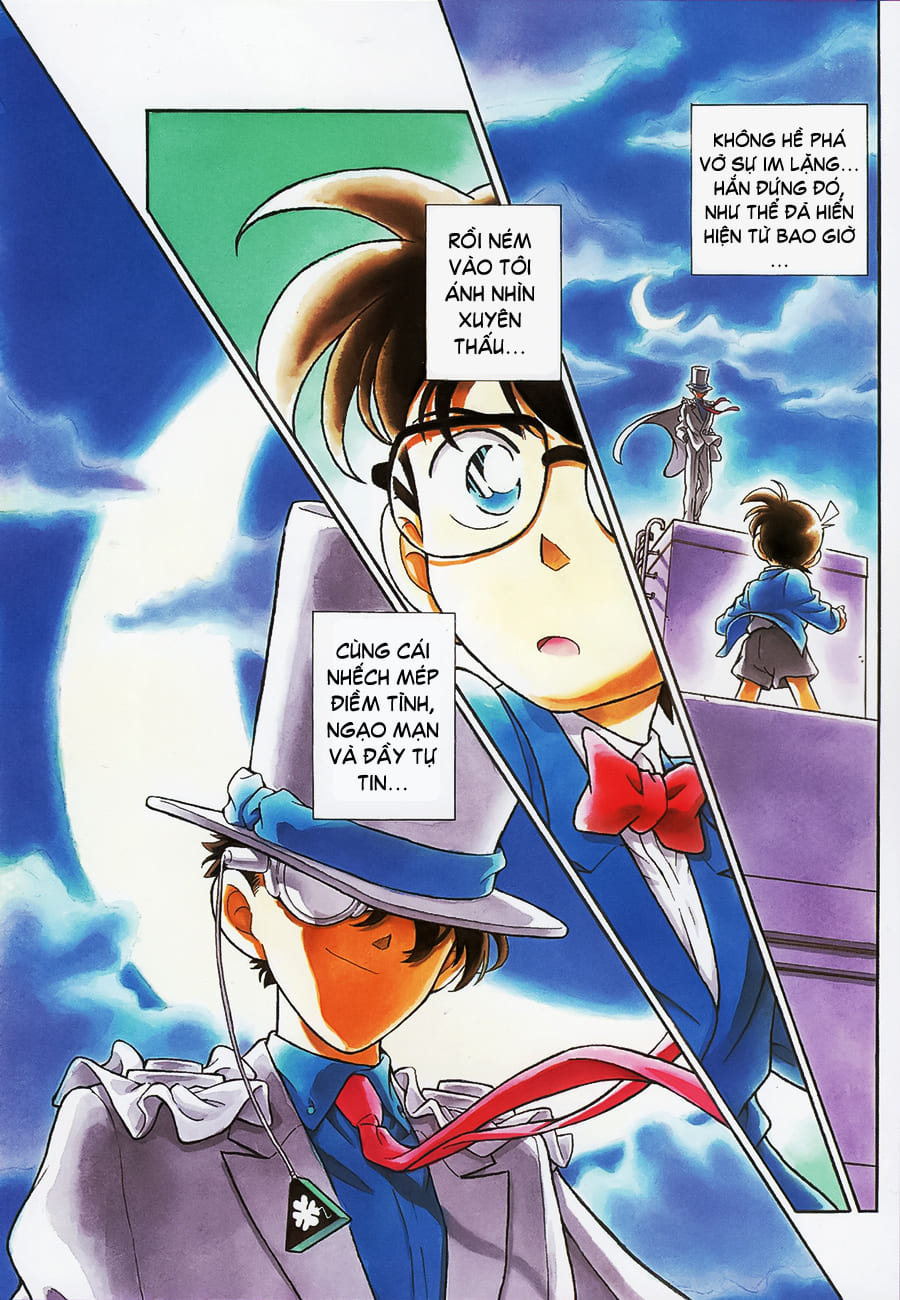 KHÔNG HỀ PHÁ
VỠ SỰ IM LẶNG...
HẮN ĐỨNG ĐÓ,
NHƯ THỂ ĐÃ HIỂN
HIỆN TỪ BAO GIỜ
...
RỒI NÉM
VÀO TÔI
ÁNH NHÌN
XUYÊN
THẤU...
CÙNG CÁI
NHẾCH MÉP
ĐIỀM TĨNH,
NGẠO MẠN
VÀ ĐẦY TỰ
TIN...